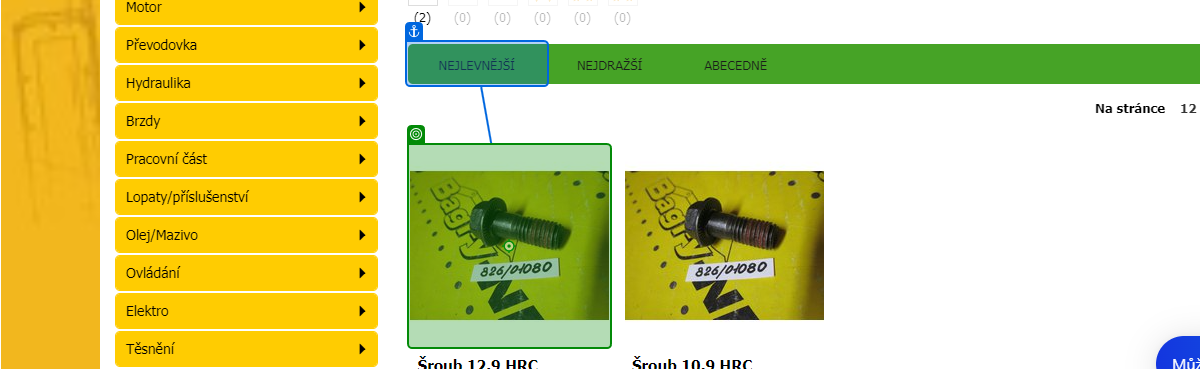 Motor
Převodovka
Hydraulika
Brzdy
Pracovní část
Lopaty/příslušenství
Olej/Mazivo
Ovládání
Elektro
Těsnění
(2) (0) (0) (0) (0) (0)
NEJLEVNĚJŠÍ NEJDRAŽŠÍ ABECEDNĚ
Na stránce 12
826/01080
826/01080
Šroub 12.9 HRC
Šroub 10.9 HRC